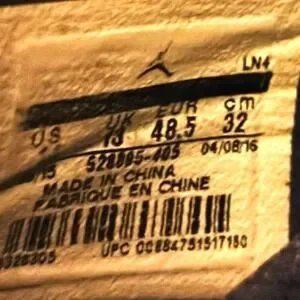 LN4
US UK EUR cm
13 48.5 32
528895-405 04/08/16
MADE IN CHINA
FABRIQUE EN CHINE
UPC 00884751517150